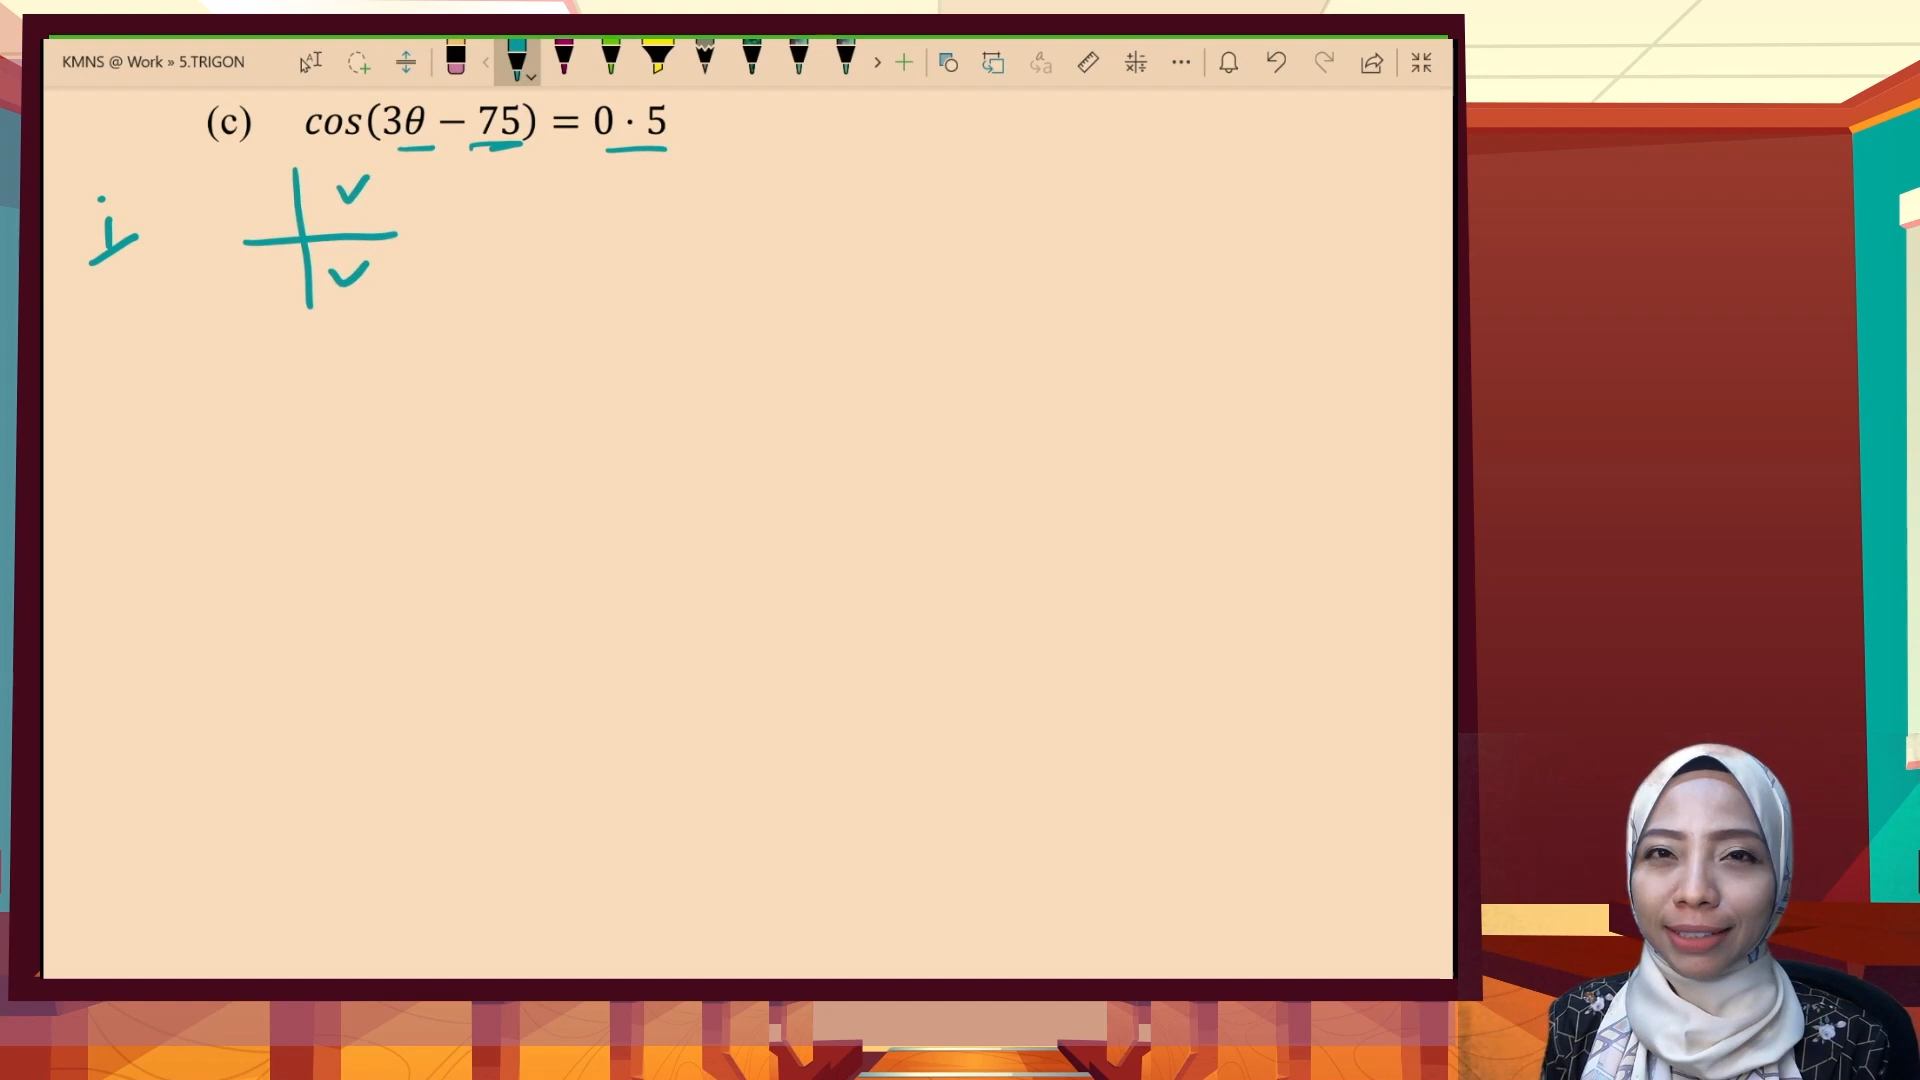 KMNS @ Work » 5.TRIGON
(c) cos(3θ − 75) = 0 · 5
i